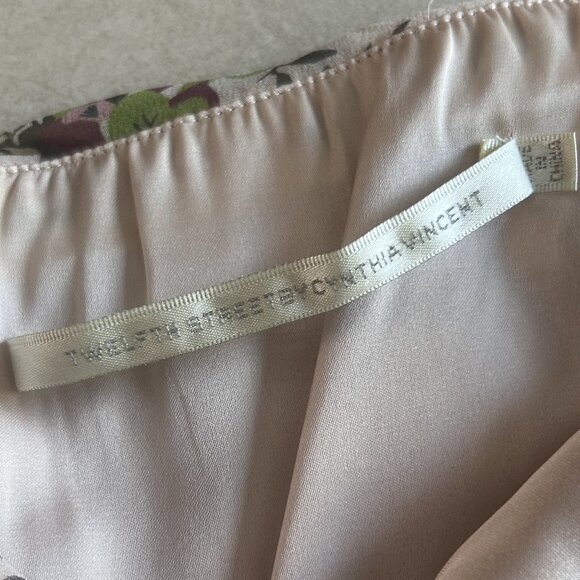 TWELFTH STREET BY CYNTHIA VINCENT
MADE
IN
CHINA